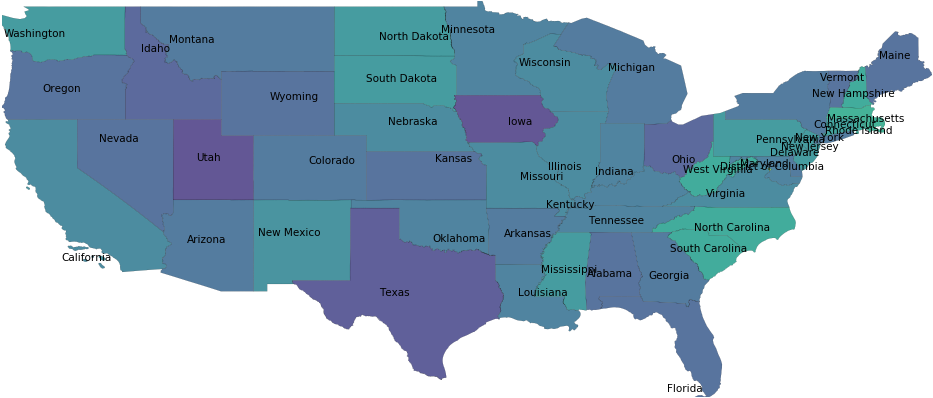 Washington
Montana
North Dakota
Minnesota
Idaho
Maine
Wisconsin
Michigan
South Dakota
Vermont
Oregon
Wyoming
New Hampshire
Nebraska
Iowa
Massachusetts
Connecticut
Rhode Island
Nevada
New York
Pennsylvania
New Jersey
Utah
Colorado
Kansas
Ohio
Delaware
Maryland
District of Columbia
Illinois
Indiana
West Virginia
Missouri
Virginia
Kentucky
Tennessee
North Carolina
New Mexico
Arizona
Oklahoma
Arkansas
South Carolina
California
Mississippi
Alabama
Georgia
Texas
Louisiana
Florida